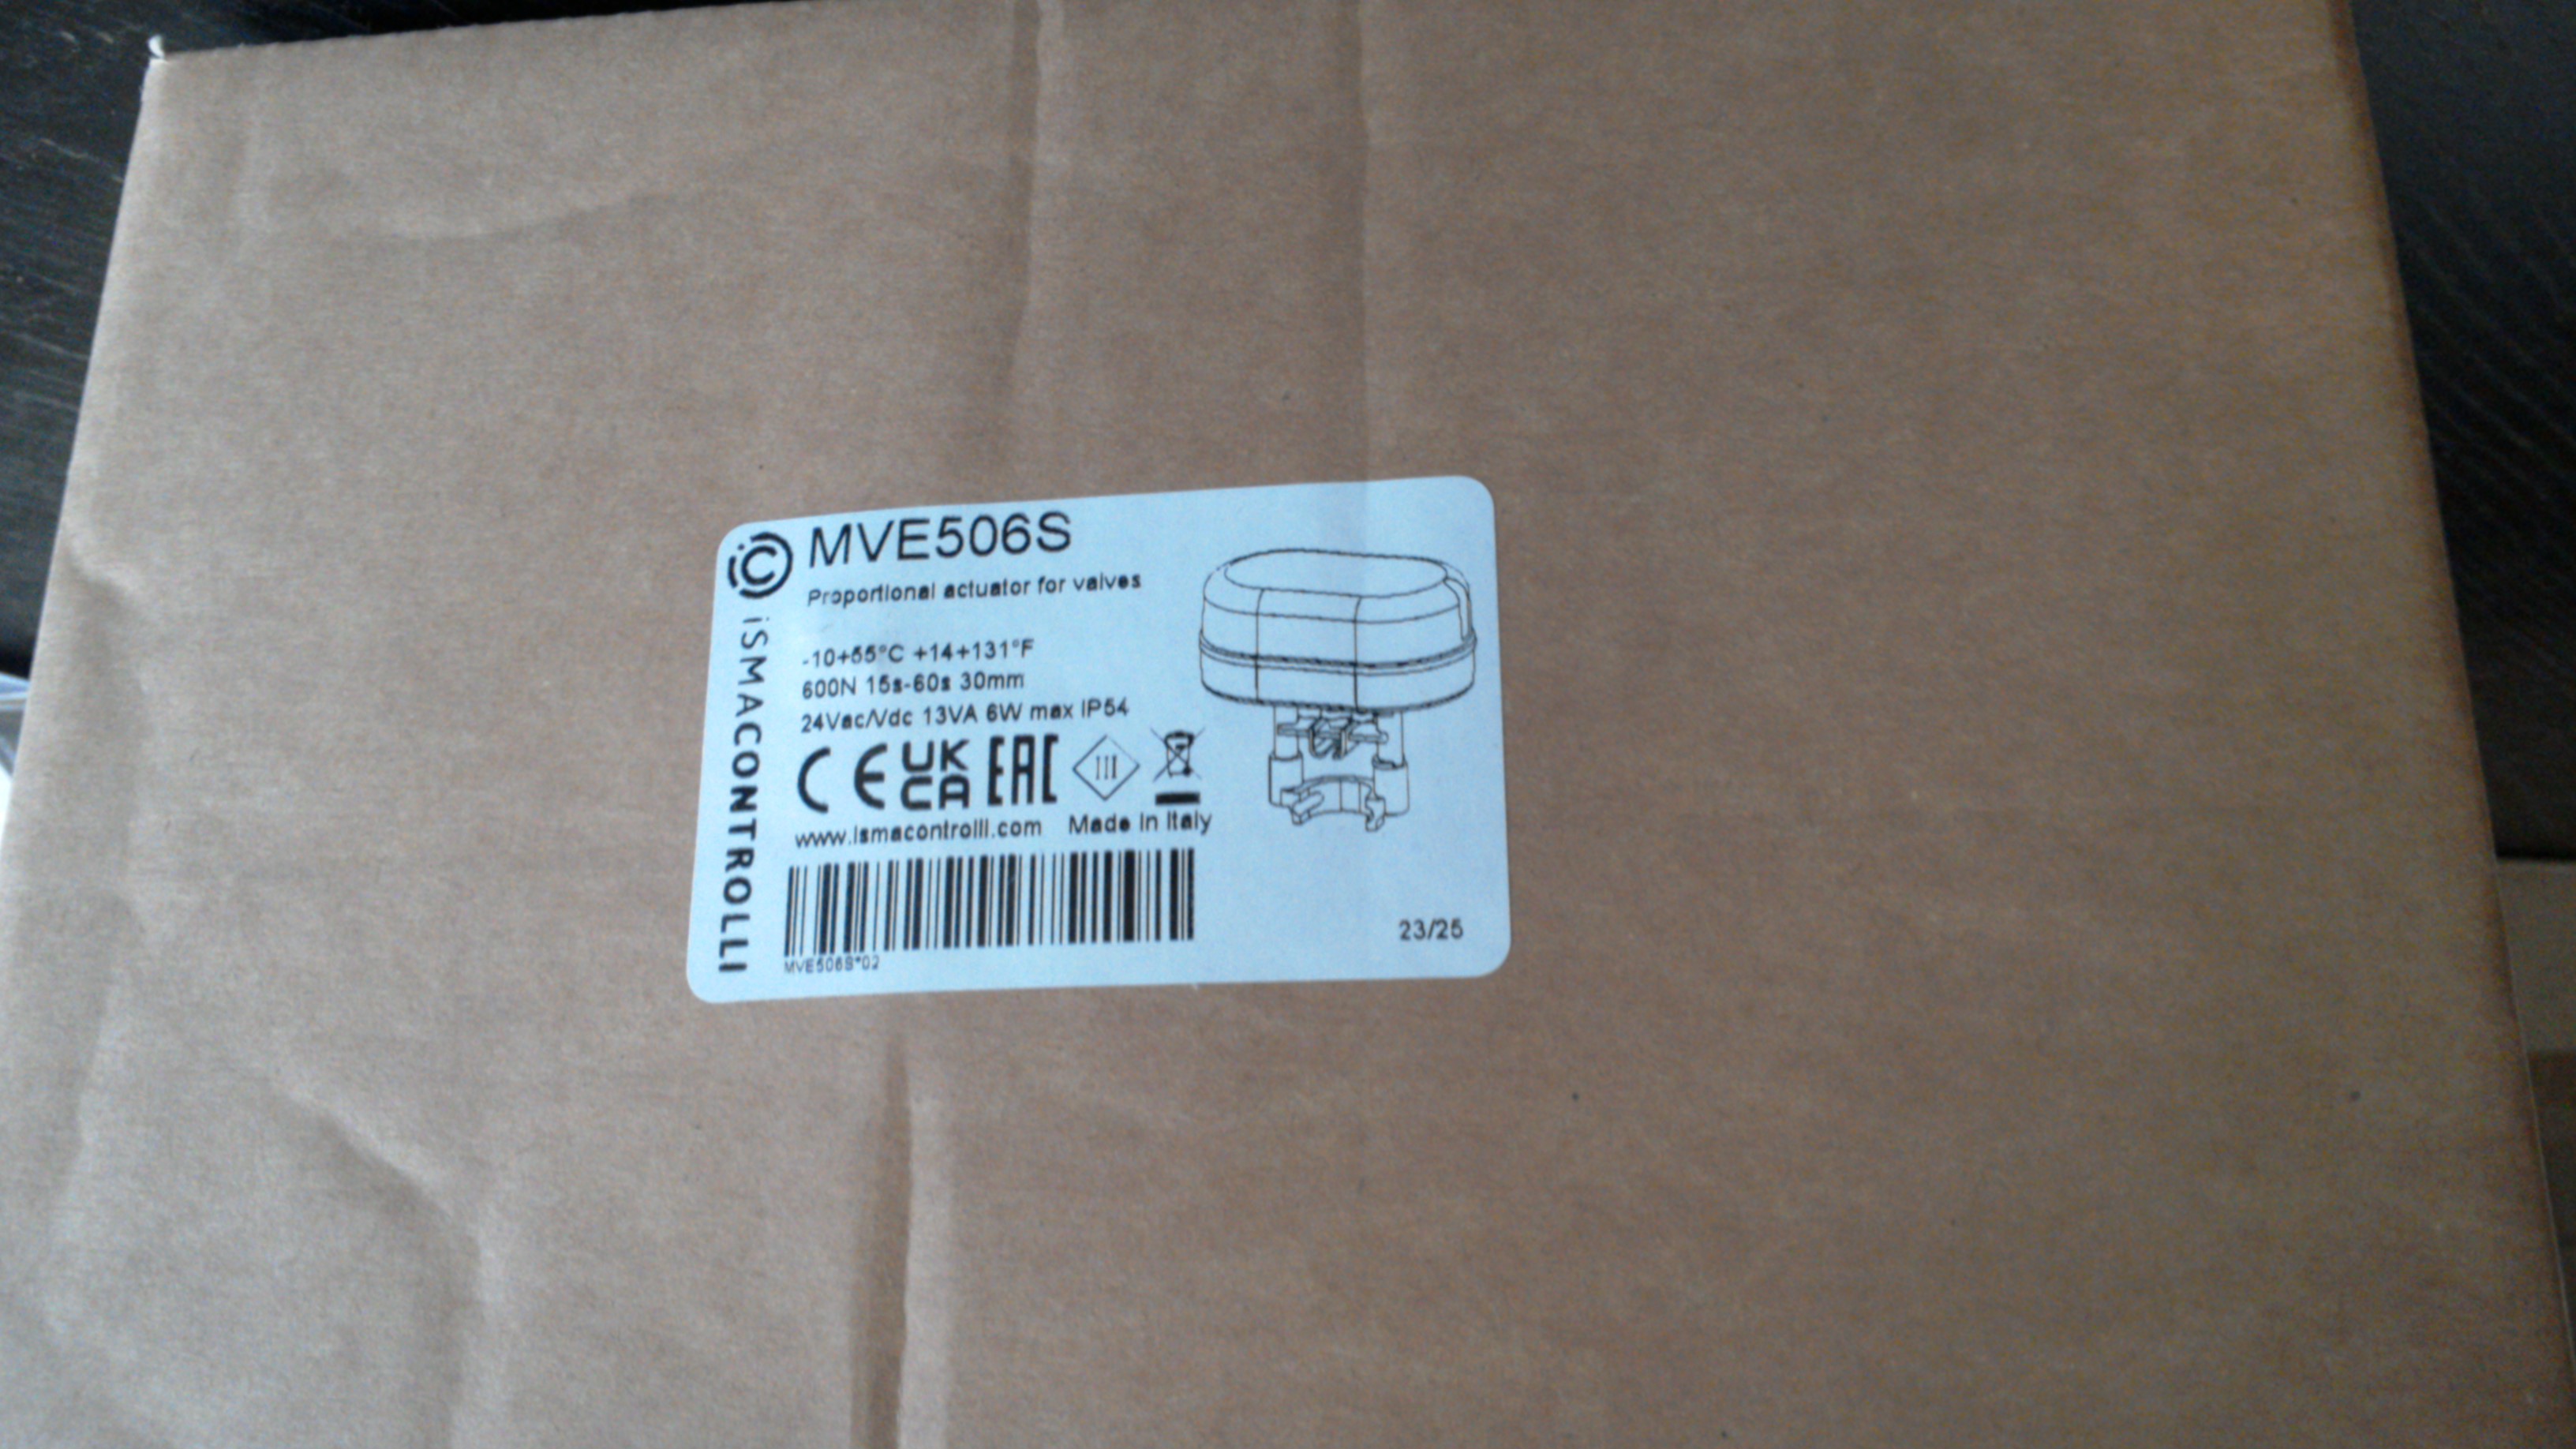 MVE506S
Proportional actuator for valves
-10+55°C +14+131°F
600N 15s-60s 30mm
24Vac/Vdc 13VA 6W max IP54
CE UK CA EAC III
www.ismacontrolli.com Made in Italy
MVE506S*02
23/25
iSMACONTROLLI